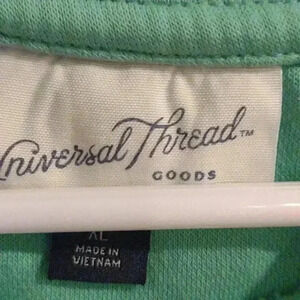 Universal Thread™
GOODS
XL
MADE IN
VIETNAM